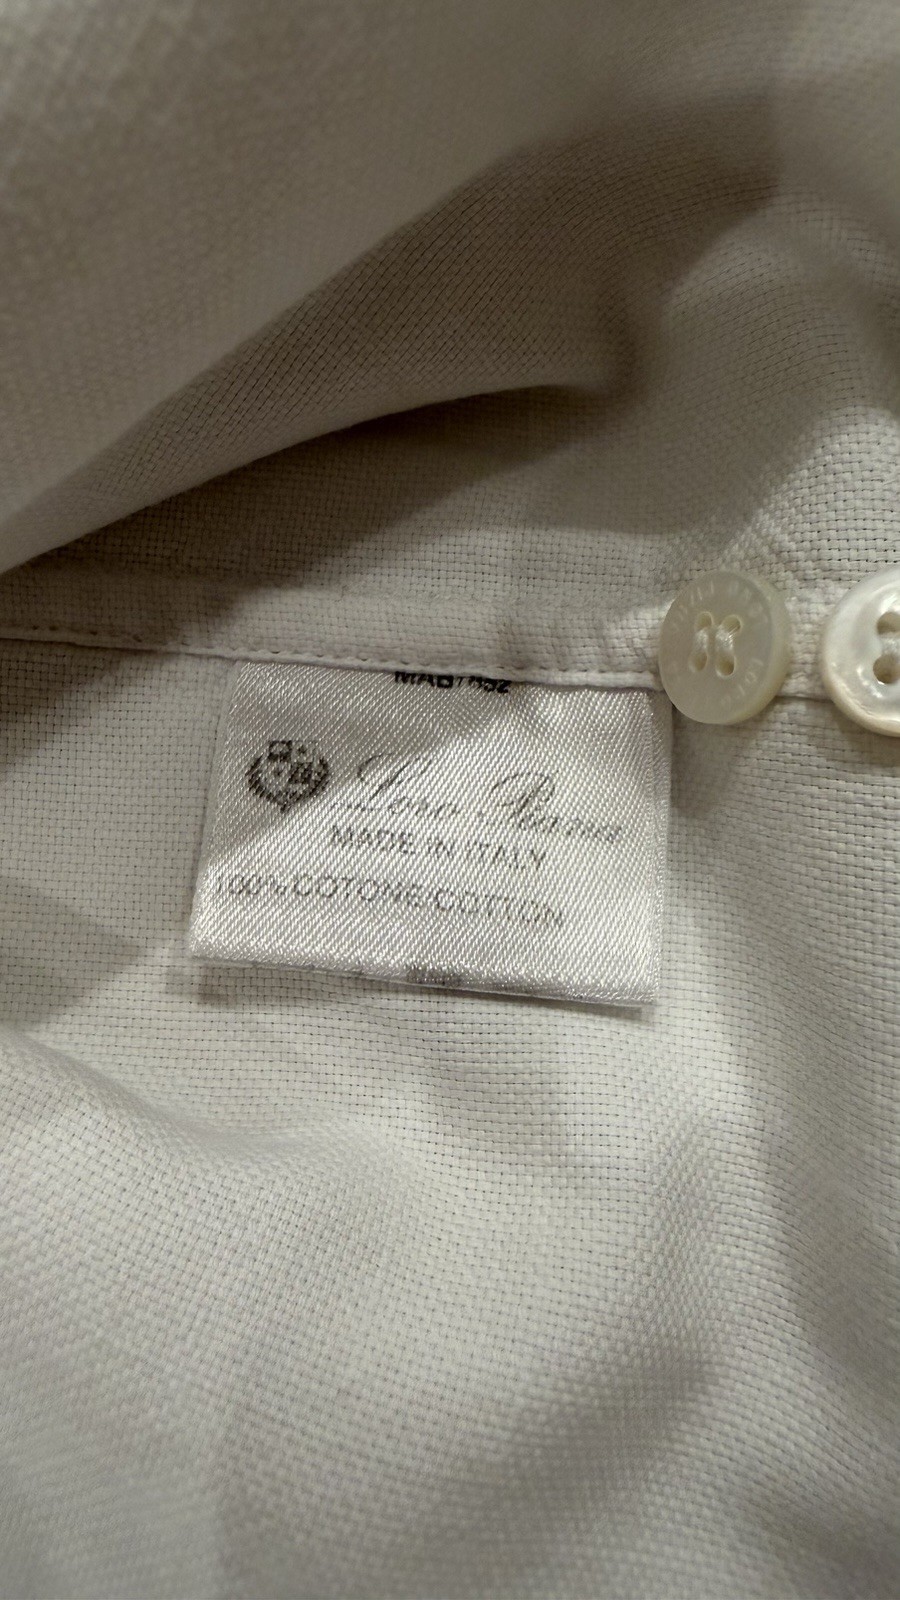 Loro Piana
MADE IN ITALY
100% COTONE/COTTON